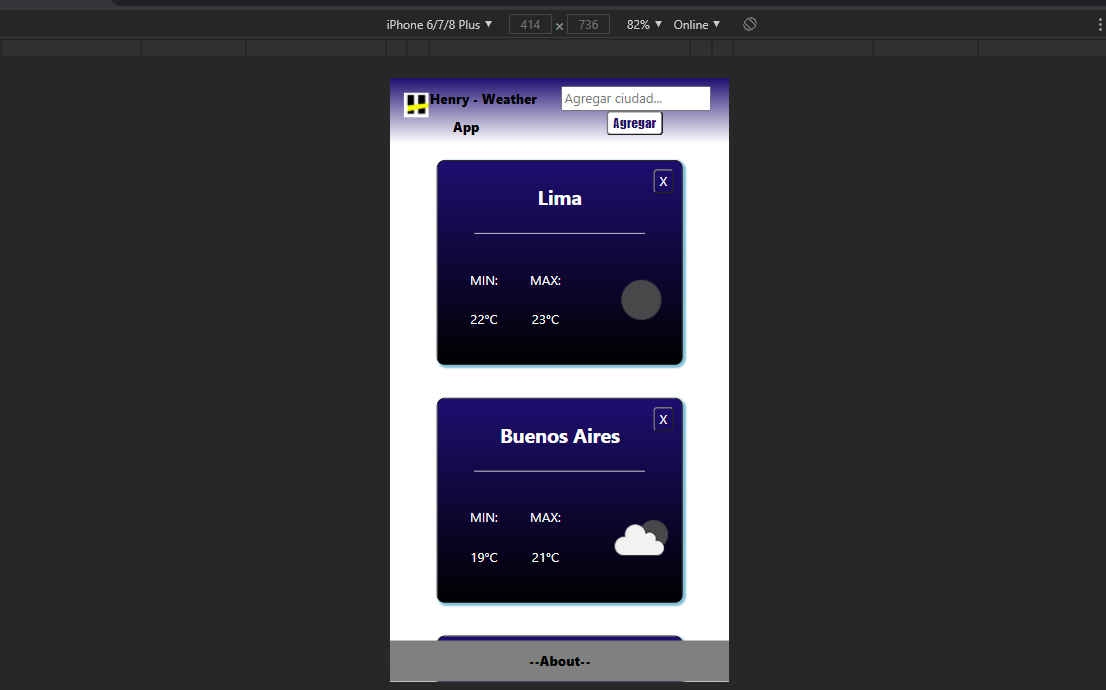 iPhone 6/7/8 Plus ▼ 414 × 736 82% ▼ Online ▼
Henry - Weather
App
Agregar ciudad...
Agregar
X
Lima
MIN: MAX:
22°C 23°C
X
Buenos Aires
MIN: MAX:
19°C 21°C
--About--